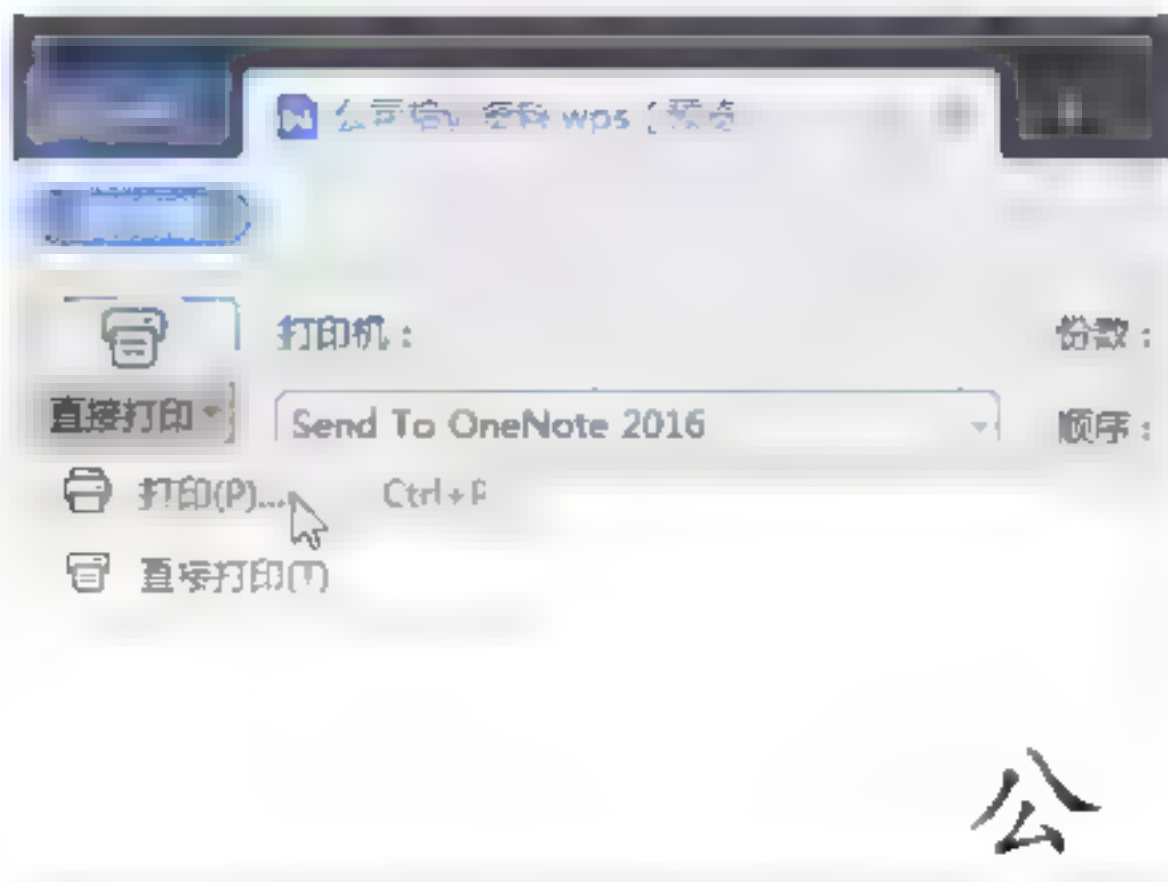 wps
打印机： 份数：
直接打印
Send To OneNote 2016 顺序：
打印(P)... Ctrl+P
直接打印(T)
公